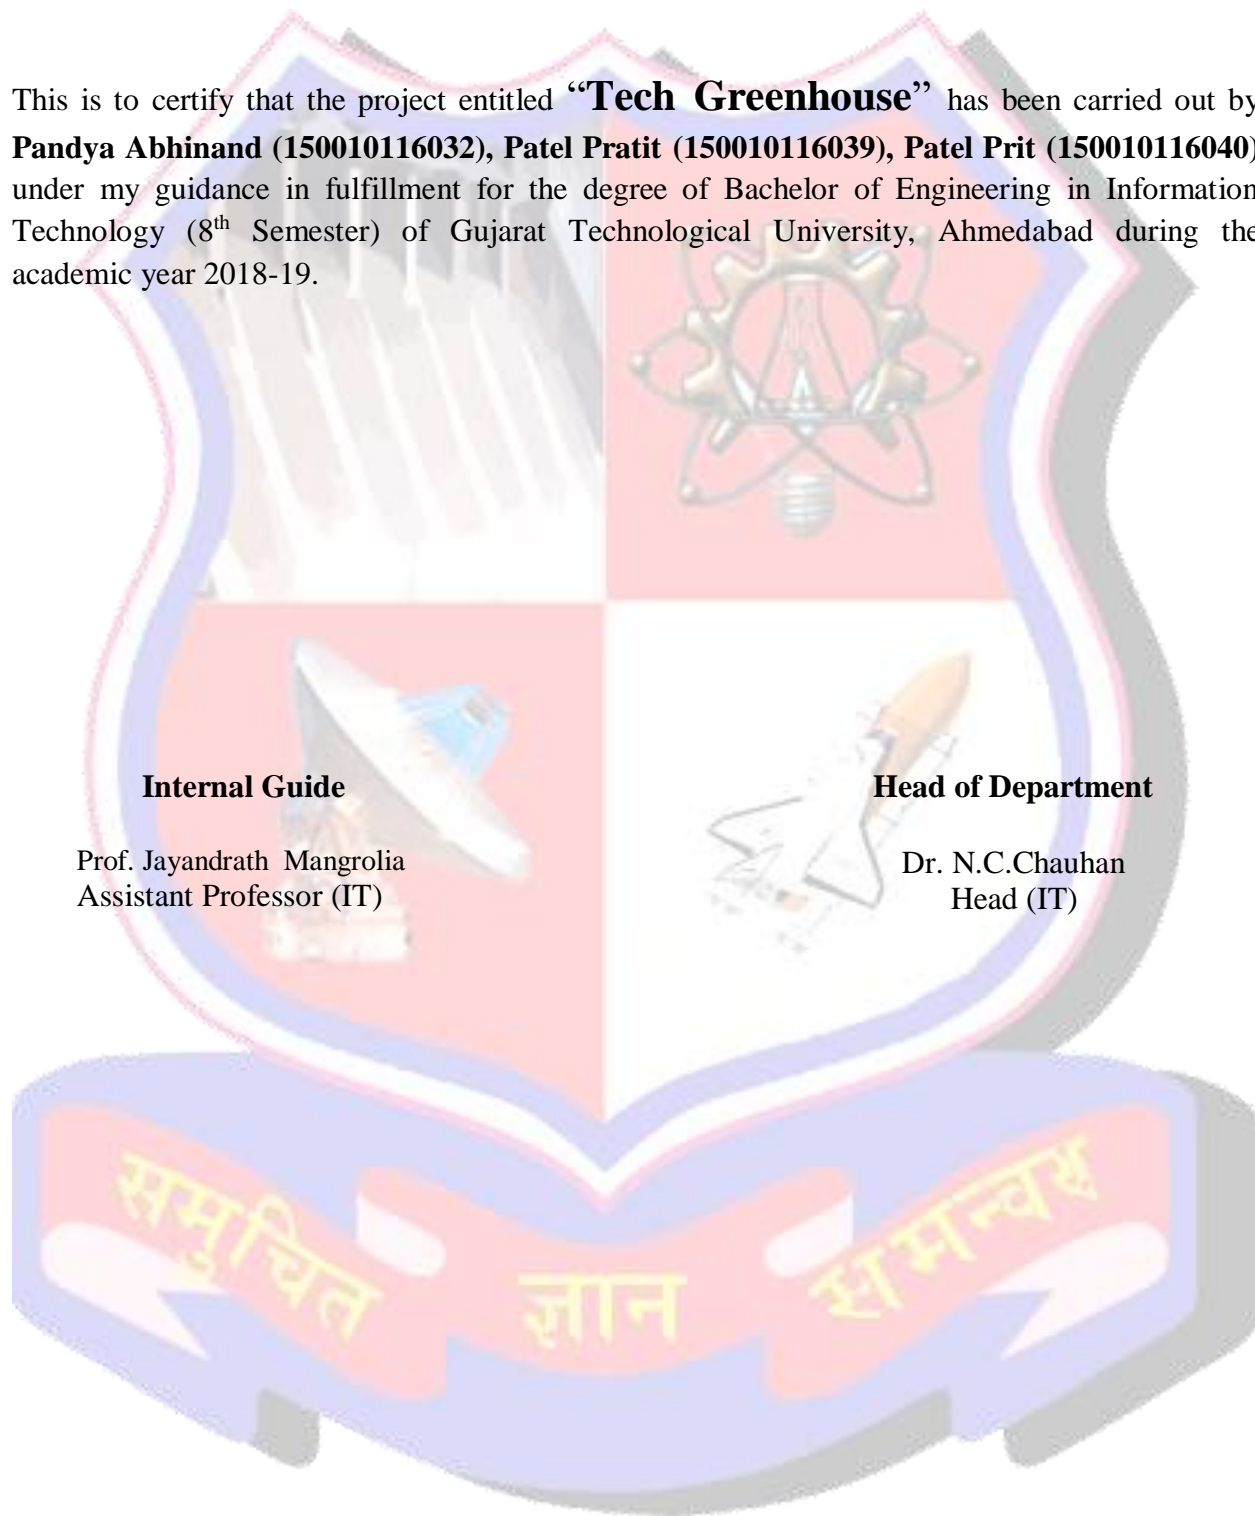 This is to certify that the project entitled “Tech Greenhouse” has been carried out by
Pandya Abhinand (150010116032), Patel Pratit (150010116039), Patel Prit (150010116040)
under my guidance in fulfillment for the degree of Bachelor of Engineering in Information
Technology (8th Semester) of Gujarat Technological University, Ahmedabad during the
academic year 2018-19.
Internal Guide
Head of Department
Prof. Jayandrath Mangrolia
Dr. N.C.Chauhan
Assistant Professor (IT)
Head (IT)
समुचित ज्ञान समन्वय